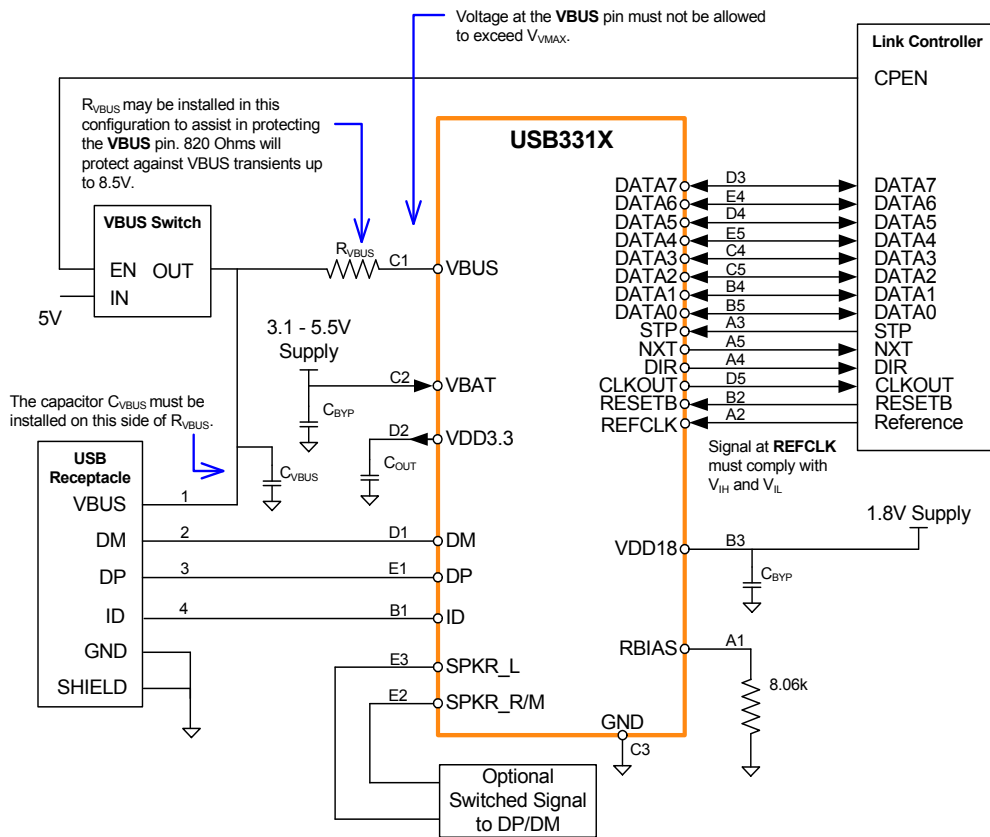 Voltage at the VBUS pin must not be allowed
to exceed VVMAX.
Link Controller
CPEN
RVBUS may be installed in this
configuration to assist in protecting
the VBUS pin. 820 Ohms will
protect against VBUS transients up
to 8.5V.
USB331X
VBUS Switch
EN OUT
IN
5V
RVBUS
C1
VBUS
DATA7 D3 DATA7
DATA6 E4 DATA6
DATA5 D4 DATA5
DATA4 E5 DATA4
DATA3 C4 DATA3
DATA2 C5 DATA2
DATA1 B4 DATA1
DATA0 B5 DATA0
STP A3 STP
NXT A5 NXT
DIR A4 DIR
CLKOUT D5 CLKOUT
RESETB B2 RESETB
REFCLK A2 Reference
3.1 - 5.5V
Supply
C2 VBAT
CBYP
D2 VDD3.3
COUT
Signal at REFCLK
must comply with
VIH and VIL
The capacitor CVBUS must be
installed on this side of RVBUS.
CVBUS
USB
Receptacle
VBUS 1
DM 2 D1 DM
DP 3 E1 DP
ID 4 B1 ID
GND
SHIELD
E3 SPKR_L
E2 SPKR_R/M
1.8V Supply
VDD18 B3
CBYP
RBIAS A1
8.06k
GND
C3
Optional
Switched Signal
to DP/DM